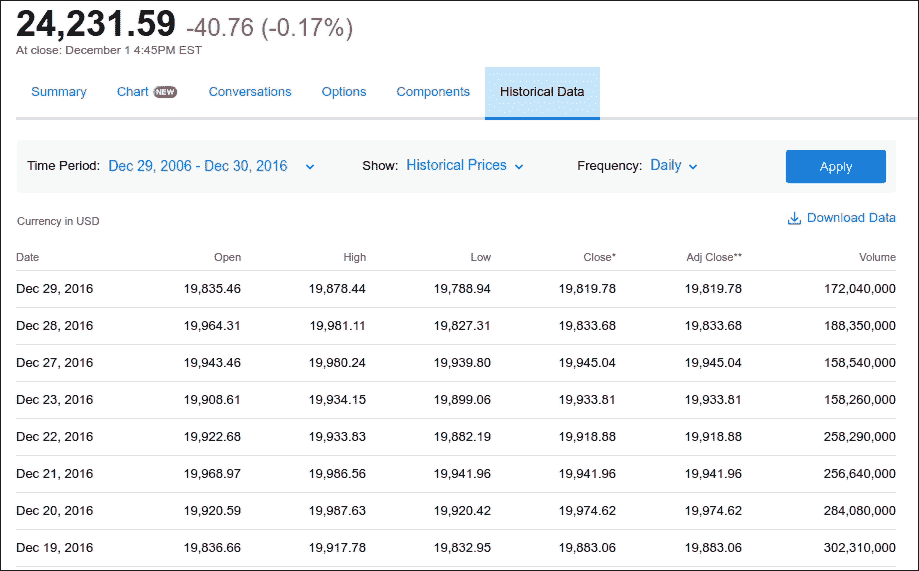 24,231.59 -40.76 (-0.17%)
At close: December 1 4:45PM EST
Summary Chart NEW Conversations Options Components Historical Data
Time Period: Dec 29, 2006 - Dec 30, 2016 Show: Historical Prices Frequency: Daily Apply
Currency in USD Download Data
Date Open High Low Close* Adj Close** Volume
Dec 29, 2016 19,835.46 19,878.44 19,788.94 19,819.78 19,819.78 172,040,000
Dec 28, 2016 19,964.31 19,981.11 19,827.31 19,833.68 19,833.68 188,350,000
Dec 27, 2016 19,943.46 19,980.24 19,939.80 19,945.04 19,945.04 158,540,000
Dec 23, 2016 19,908.61 19,934.15 19,899.06 19,933.81 19,933.81 158,260,000
Dec 22, 2016 19,922.68 19,933.83 19,882.19 19,918.88 19,918.88 258,290,000
Dec 21, 2016 19,968.97 19,986.56 19,941.96 19,941.96 19,941.96 256,640,000
Dec 20, 2016 19,920.59 19,987.63 19,920.42 19,974.62 19,974.62 284,080,000
Dec 19, 2016 19,836.66 19,917.78 19,832.95 19,883.06 19,883.06 302,310,000